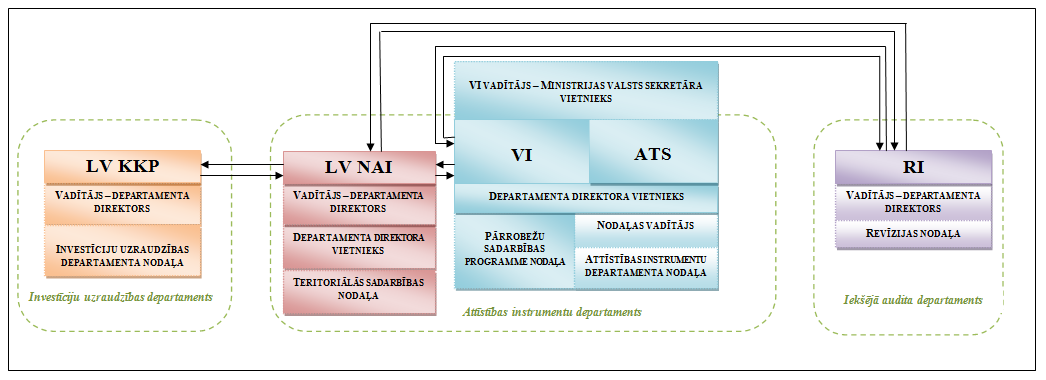 VI VADĪTĀJS – MINISTRIJAS VALSTS SEKRETĀRA
VIETNIEKS
LV KKP
VADĪTĀJS – DEPARTAMENTA
DIREKTORS
INVESTĪCIJU UZRAUDZĪBAS
DEPARTAMENTA NODAĻA
Investīciju uzraudzības departaments
LV NAI
VADĪTĀJS – DEPARTAMENTA
DIREKTORS
DEPARTAMENTA DIREKTORA
VIETNIEKS
TERITORIĀLĀS SADARBĪBAS
NODAĻA
VI
ATS
DEPARTAMENTA DIREKTORA VIETNIEKS
PĀRROBEŽU
SADARBĪBAS
PROGRAMME NODAĻA
NODAĻAS VADĪTĀJS
ATTĪSTĪBAS INSTRUMENTU
DEPARTAMENTA NODAĻA
Attīstības instrumentu departaments
RI
VADĪTĀJS – DEPARTAMENTA
DIREKTORS
REVĪZIJAS NODAĻA
Iekšējā audita departaments